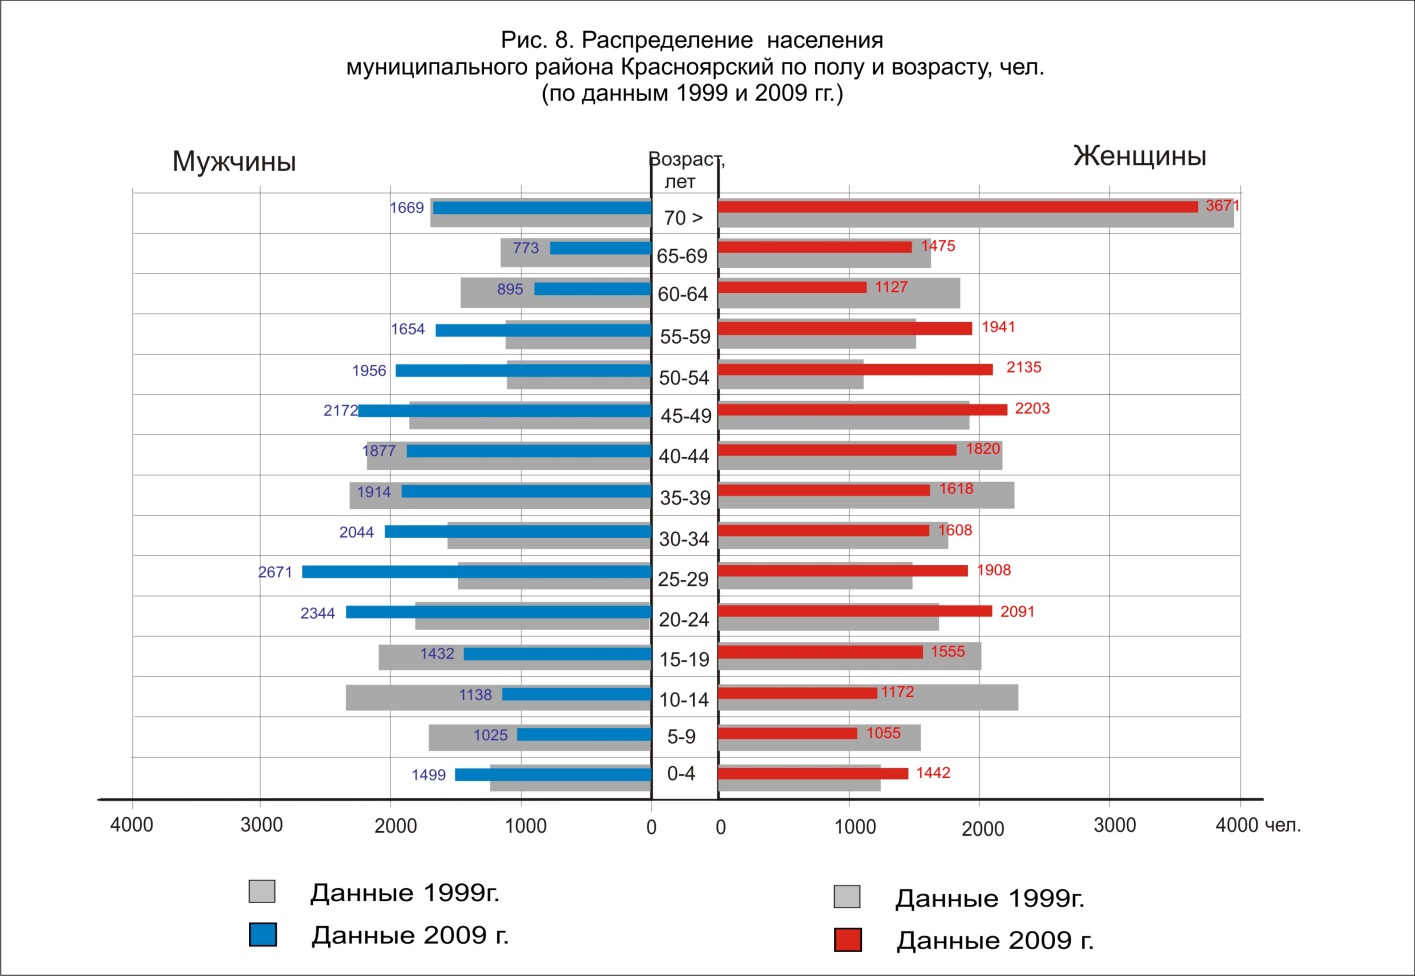 Рис. 8. Распределение населения
муниципального района Красноярский по полу и возрасту, чел.
(по данным 1999 и 2009 гг.)
Мужчины
Возраст,
лет
Женщины
1669 70 > 3671
773 65-69 1475
895 60-64 1127
1654 55-59 1941
1956 50-54 2135
2172 45-49 2203
1877 40-44 1820
1914 35-39 1618
2044 30-34 1608
2671 25-29 1908
2344 20-24 2091
1432 15-19 1555
1138 10-14 1172
1025 5-9 1055
1499 0-4 1442
4000 3000 2000 1000 0 0 1000 2000 3000 4000 чел.
Данные 1999г.
Данные 2009 г.
Данные 1999г.
Данные 2009 г.